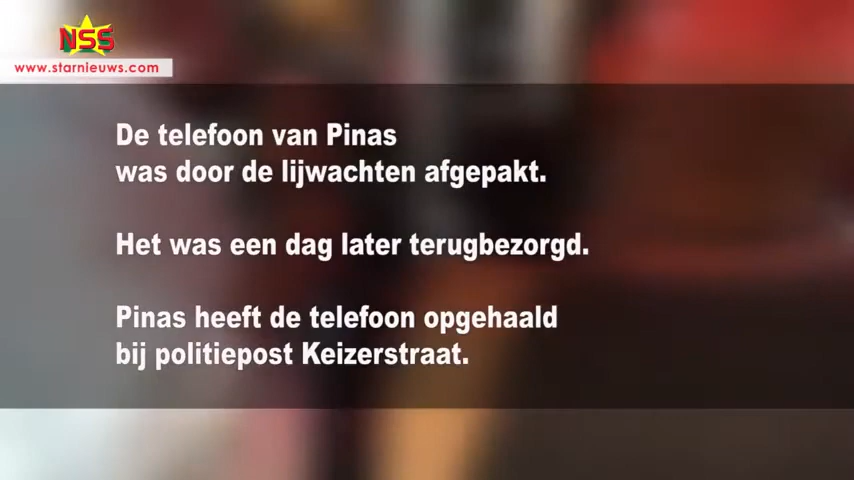 NSS
www.starnieuws.com
De telefoon van Pinas
was door de lijwachten afgepakt.
Het was een dag later terugbezorgd.
Pinas heeft de telefoon opgehaald
bij politiepost Keizerstraat.